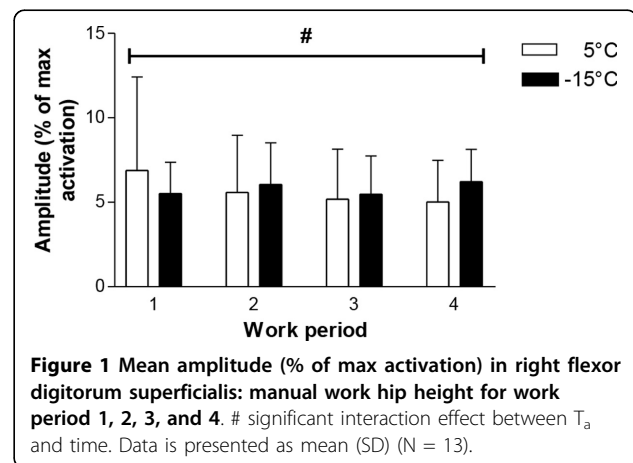 15
#
5°C
-15°C
10
5
0
Amplitude (% of max
activation)
1 2 3 4
Work period
Figure 1 Mean amplitude (% of max activation) in right flexor
digitorum superficialis: manual work hip height for work
period 1, 2, 3, and 4. # significant interaction effect between Ta
and time. Data is presented as mean (SD) (N = 13).